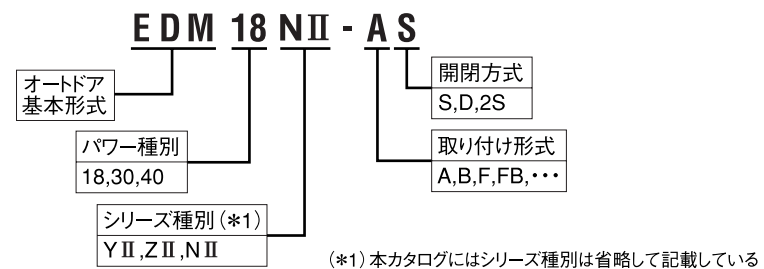 EDM 18 NⅡ - A S
オートドア
基本形式
開閉方式
S,D,2S
パワー種別
18,30,40
取り付け形式
A,B,F,FB,･･･
シリーズ種別(＊1)
YⅡ,ZⅡ,NⅡ
(＊1)本カタログにはシリーズ種別は省略して記載している